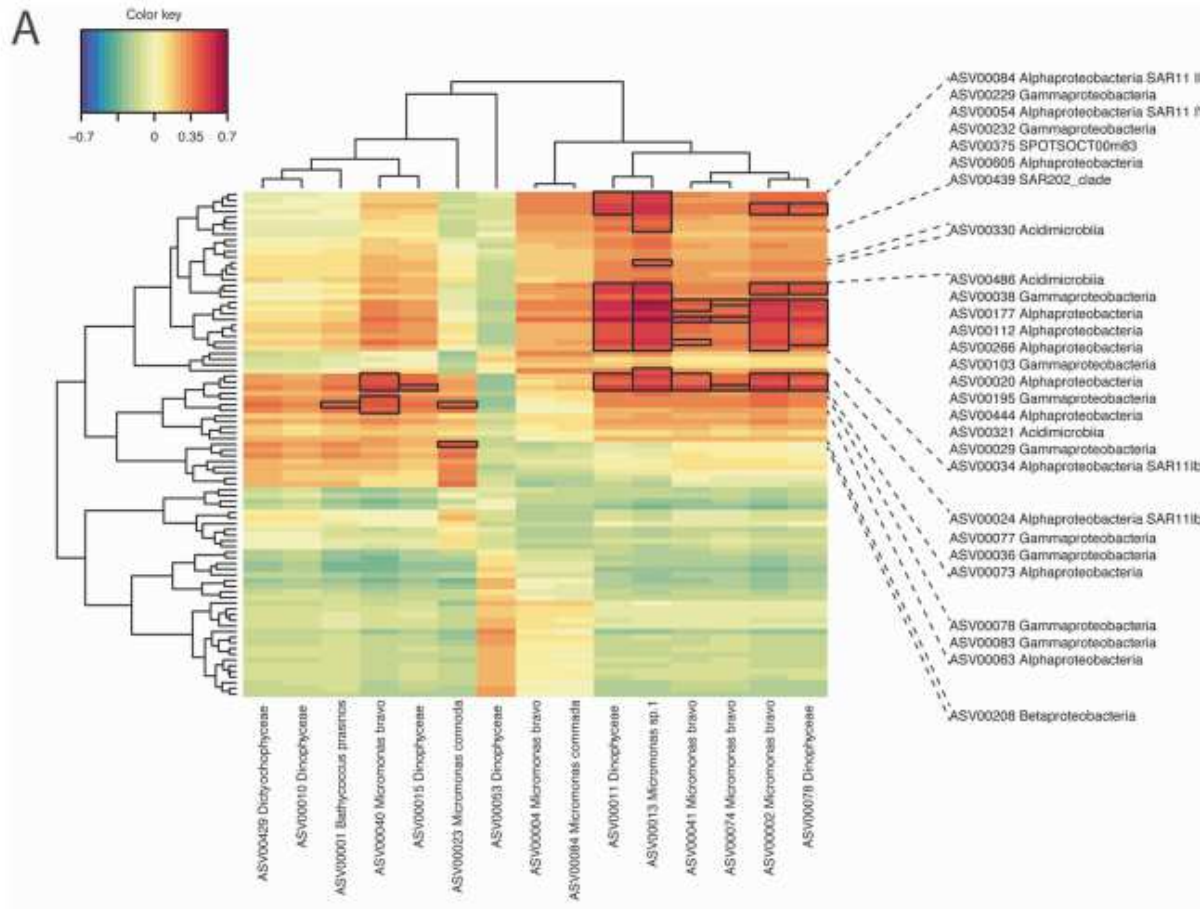 A
Color key
-0.7 0 0.35 0.7
ASV00084 Alphaproteobacteria SAR11
ASV00229 Gammaproteobacteria
ASV00054 Alphaproteobacteria SAR11
ASV00232 Gammaproteobacteria
ASV00375 SPOTSOCT00m83
ASV00605 Alphaproteobacteria
ASV00439 SAR202_clade
ASV00330 Acidimicrobiia
ASV00486 Acidimicrobiia
ASV00038 Gammaproteobacteria
ASV00177 Alphaproteobacteria
ASV00112 Alphaproteobacteria
ASV00266 Alphaproteobacteria
ASV00103 Gammaproteobacteria
ASV00020 Alphaproteobacteria
ASV00195 Gammaproteobacteria
ASV00444 Alphaproteobacteria
ASV00321 Acidimicrobiia
ASV00029 Gammaproteobacteria
ASV00034 Alphaproteobacteria SAR11Ib
ASV00024 Alphaproteobacteria SAR11Ib
ASV00077 Gammaproteobacteria
ASV00036 Gammaproteobacteria
ASV00073 Alphaproteobacteria
ASV00078 Gammaproteobacteria
ASV00083 Gammaproteobacteria
ASV00063 Alphaproteobacteria
ASV00208 Betaproteobacteria
ASV00429 Dictyochophyceae
ASV00010 Dinophyceae
ASV00001 Bathycoccus prasinos
ASV00040 Micromonas bravo
ASV00015 Dinophyceae
ASV00023 Micromonas commoda
ASV00053 Dinophyceae
ASV00004 Micromonas bravo
ASV00084 Micromonas commada
ASV00011 Dinophyceae
ASV00013 Micromonas sp.1
ASV00041 Micromonas bravo
ASV00074 Micromonas bravo
ASV00002 Micromonas bravo
ASV00078 Dinophyceae